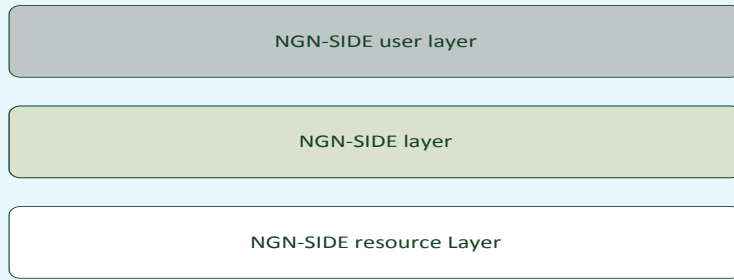 NGN-SIDE user layer
NGN-SIDE layer
NGN-SIDE resource Layer